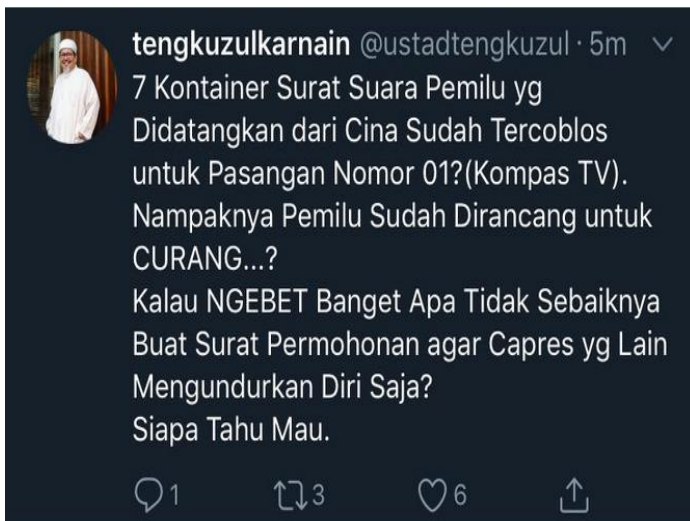 tengkuzulkarnain @ustadtengkuzul · 5m
7 Kontainer Surat Suara Pemilu yg
Didatangkan dari Cina Sudah Tercoblos
untuk Pasangan Nomor 01?(Kompas TV).
Nampaknya Pemilu Sudah Dirancang untuk
CURANG...?
Kalau NGEBET Banget Apa Tidak Sebaiknya
Buat Surat Permohonan agar Capres yg Lain
Mengundurkan Diri Saja?
Siapa Tahu Mau.
1 3 6